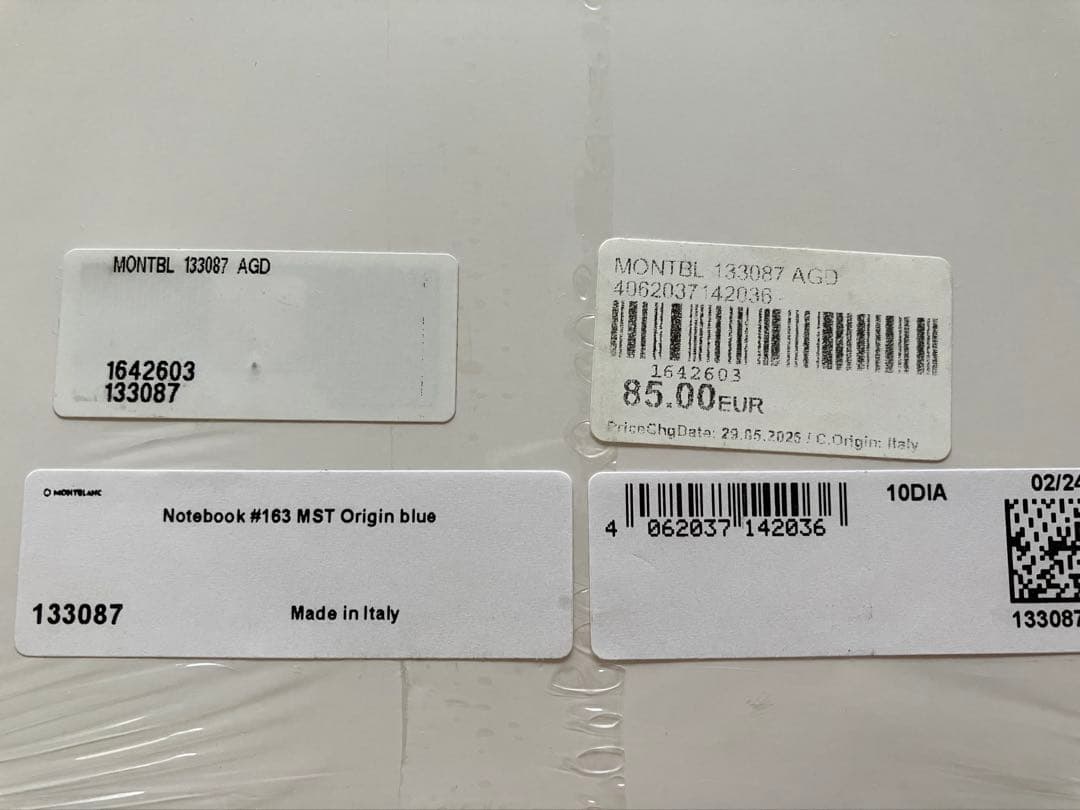 MONTBL 133087 AGD
1642603
133087
MONTBL 133087 AGD
4062037142036
1642603
85.00EUR
PriceChgDate: 29.05.2025 / C.Origin: Italy
MONTBLANC
Notebook #163 MST Origin blue
133087
Made in Italy
4 062037 142036
10DIA
02/24
133087